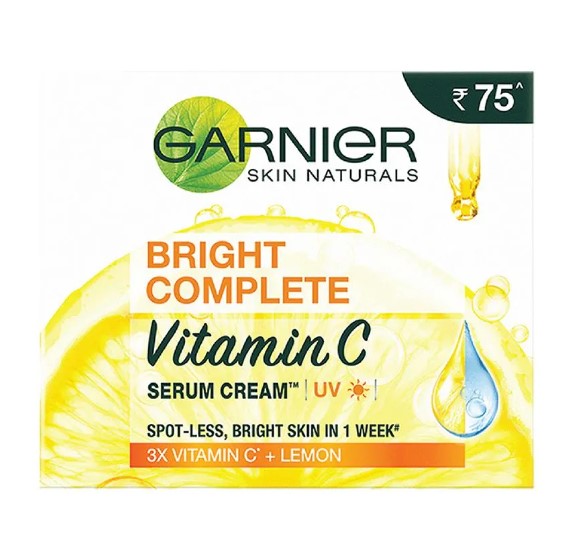 ₹ 75^
GARNIER
SKIN NATURALS
BRIGHT
COMPLETE
Vitamin C
SERUM CREAM™ | UV |
SPOT-LESS, BRIGHT SKIN IN 1 WEEK#
3X VITAMIN C* + LEMON